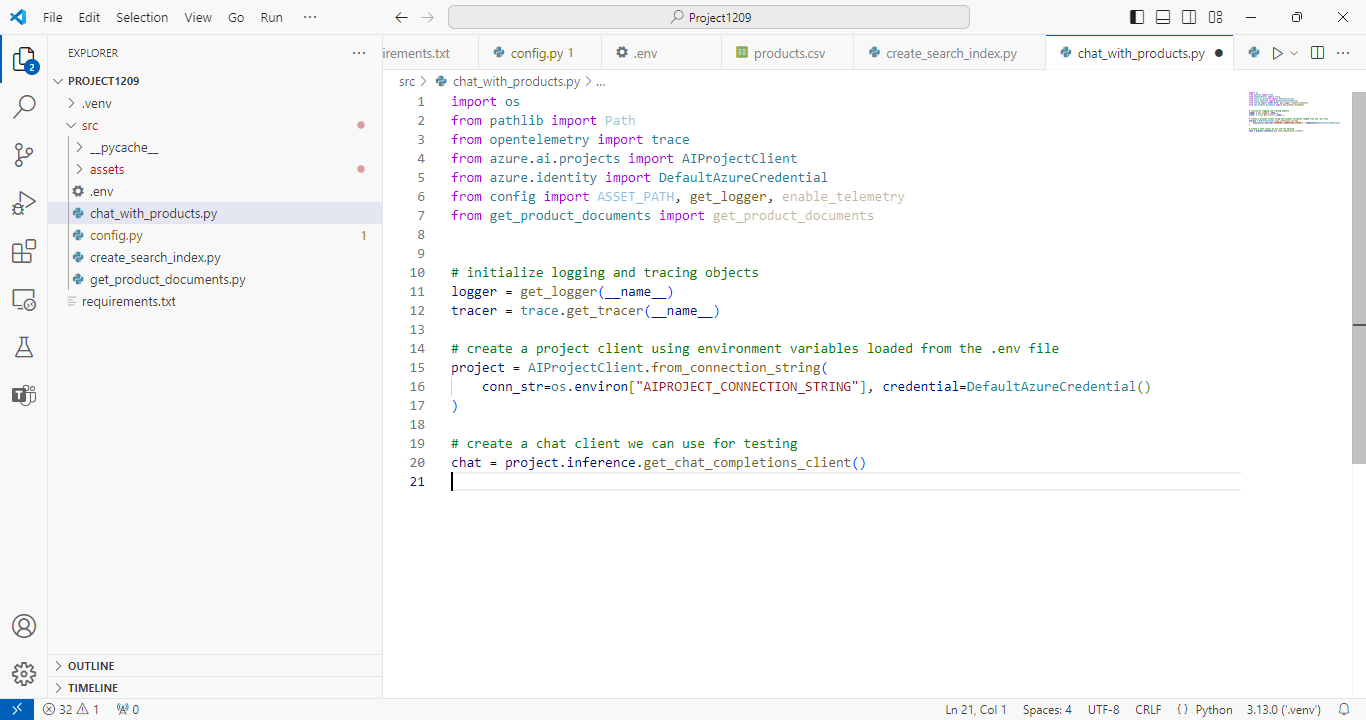 File Edit Selection View Go Run ···
Project1209
EXPLORER
PROJECT1209
.venv
src
__pycache__
assets
.env
chat_with_products.py
config.py 1
create_search_index.py
get_product_documents.py
requirements.txt
OUTLINE
TIMELINE
2
irements.txt
config.py 1
.env
products.csv
create_search_index.py
chat_with_products.py
src > chat_with_products.py > ...
1 import os
2 from pathlib import Path
3 from opentelemetry import trace
4 from azure.ai.projects import AIProjectClient
5 from azure.identity import DefaultAzureCredential
6 from config import ASSET_PATH, get_logger, enable_telemetry
7 from get_product_documents import get_product_documents
8
9
10 # initialize logging and tracing objects
11 logger = get_logger(__name__)
12 tracer = trace.get_tracer(__name__)
13
14 # create a project client using environment variables loaded from the .env file
15 project = AIProjectClient.from_connection_string(
16 conn_str=os.environ["AIPROJECT_CONNECTION_STRING"], credential=DefaultAzureCredential()
17 )
18
19 # create a chat client we can use for testing
20 chat = project.inference.get_chat_completions_client()
21
32 1 0
Ln 21, Col 1 Spaces: 4 UTF-8 CRLF {} Python 3.13.0 ('.venv')